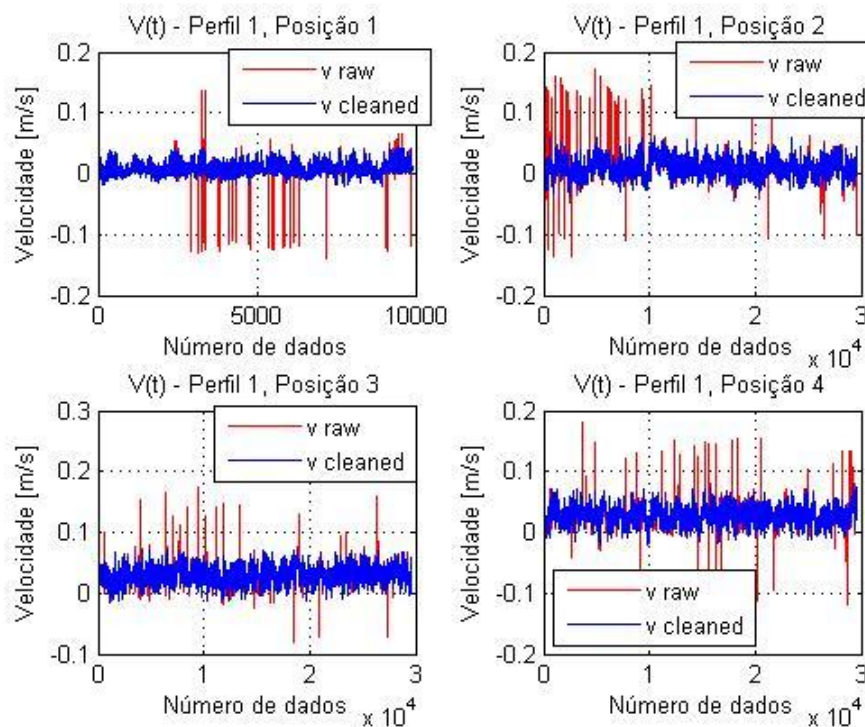 V(t) - Perfil 1, Posição 1
0.2
0.1
0
-0.1
-0.2
Velocidade [m/s]
v raw
v cleaned
0
5000
10000
Número de dados
V(t) - Perfil 1, Posição 2
0.2
0.1
0
-0.1
-0.2
Velocidade [m/s]
v raw
v cleaned
0
1
2
3
Número de dados
x 10^4
V(t) - Perfil 1, Posição 3
0.3
0.2
0.1
0
-0.1
Velocidade [m/s]
v raw
v cleaned
0
1
2
3
Número de dados
x 10^4
V(t) - Perfil 1, Posição 4
0.2
0.1
0
-0.1
-0.2
Velocidade [m/s]
v raw
v cleaned
0
1
2
3
Número de dados
x 10^4